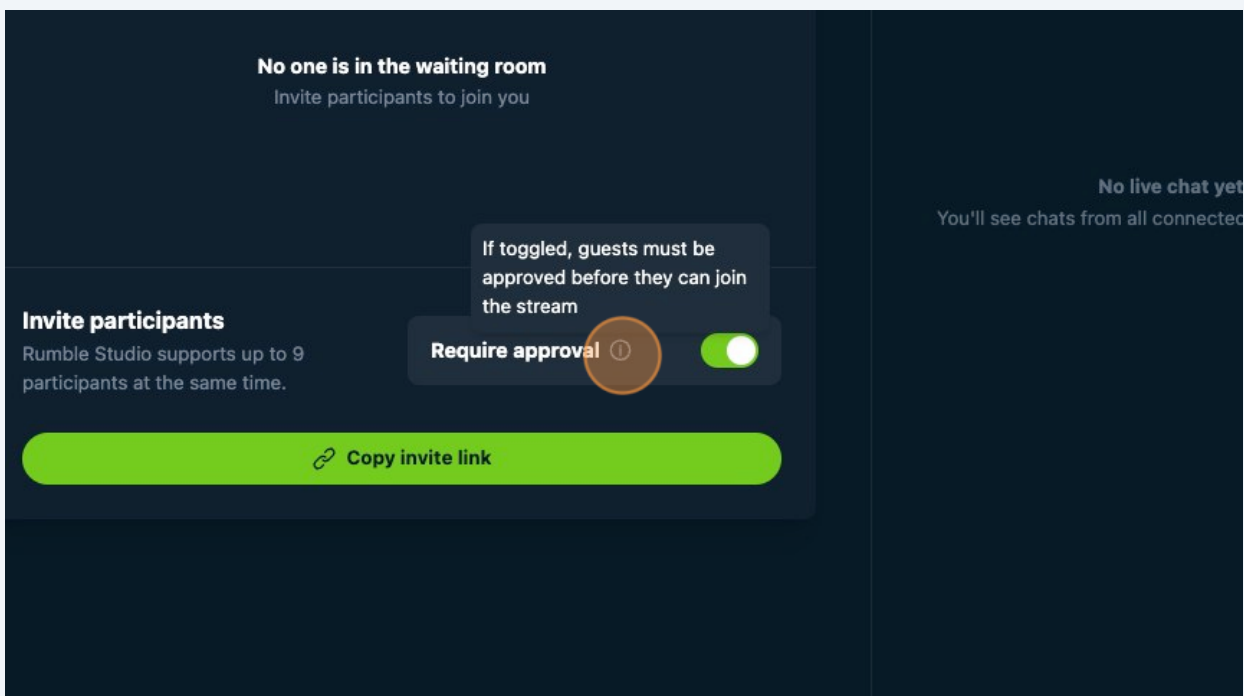 No one is in the waiting room
Invite participants to join you
No live chat yet
You'll see chats from all connected
If toggled, guests must be
approved before they can join
the stream
Invite participants
Rumble Studio supports up to 9
participants at the same time.
Require approval
Copy invite link